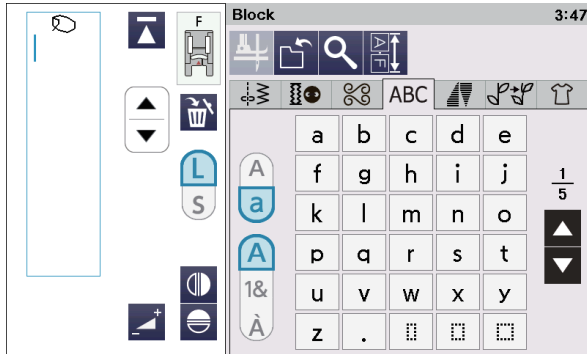 F
L
S
Block 3:47
A
F
ABC
a b c d e
A f g h i j
1
5
a k l m n o
A p q r s t
1& u v w x y
À z .